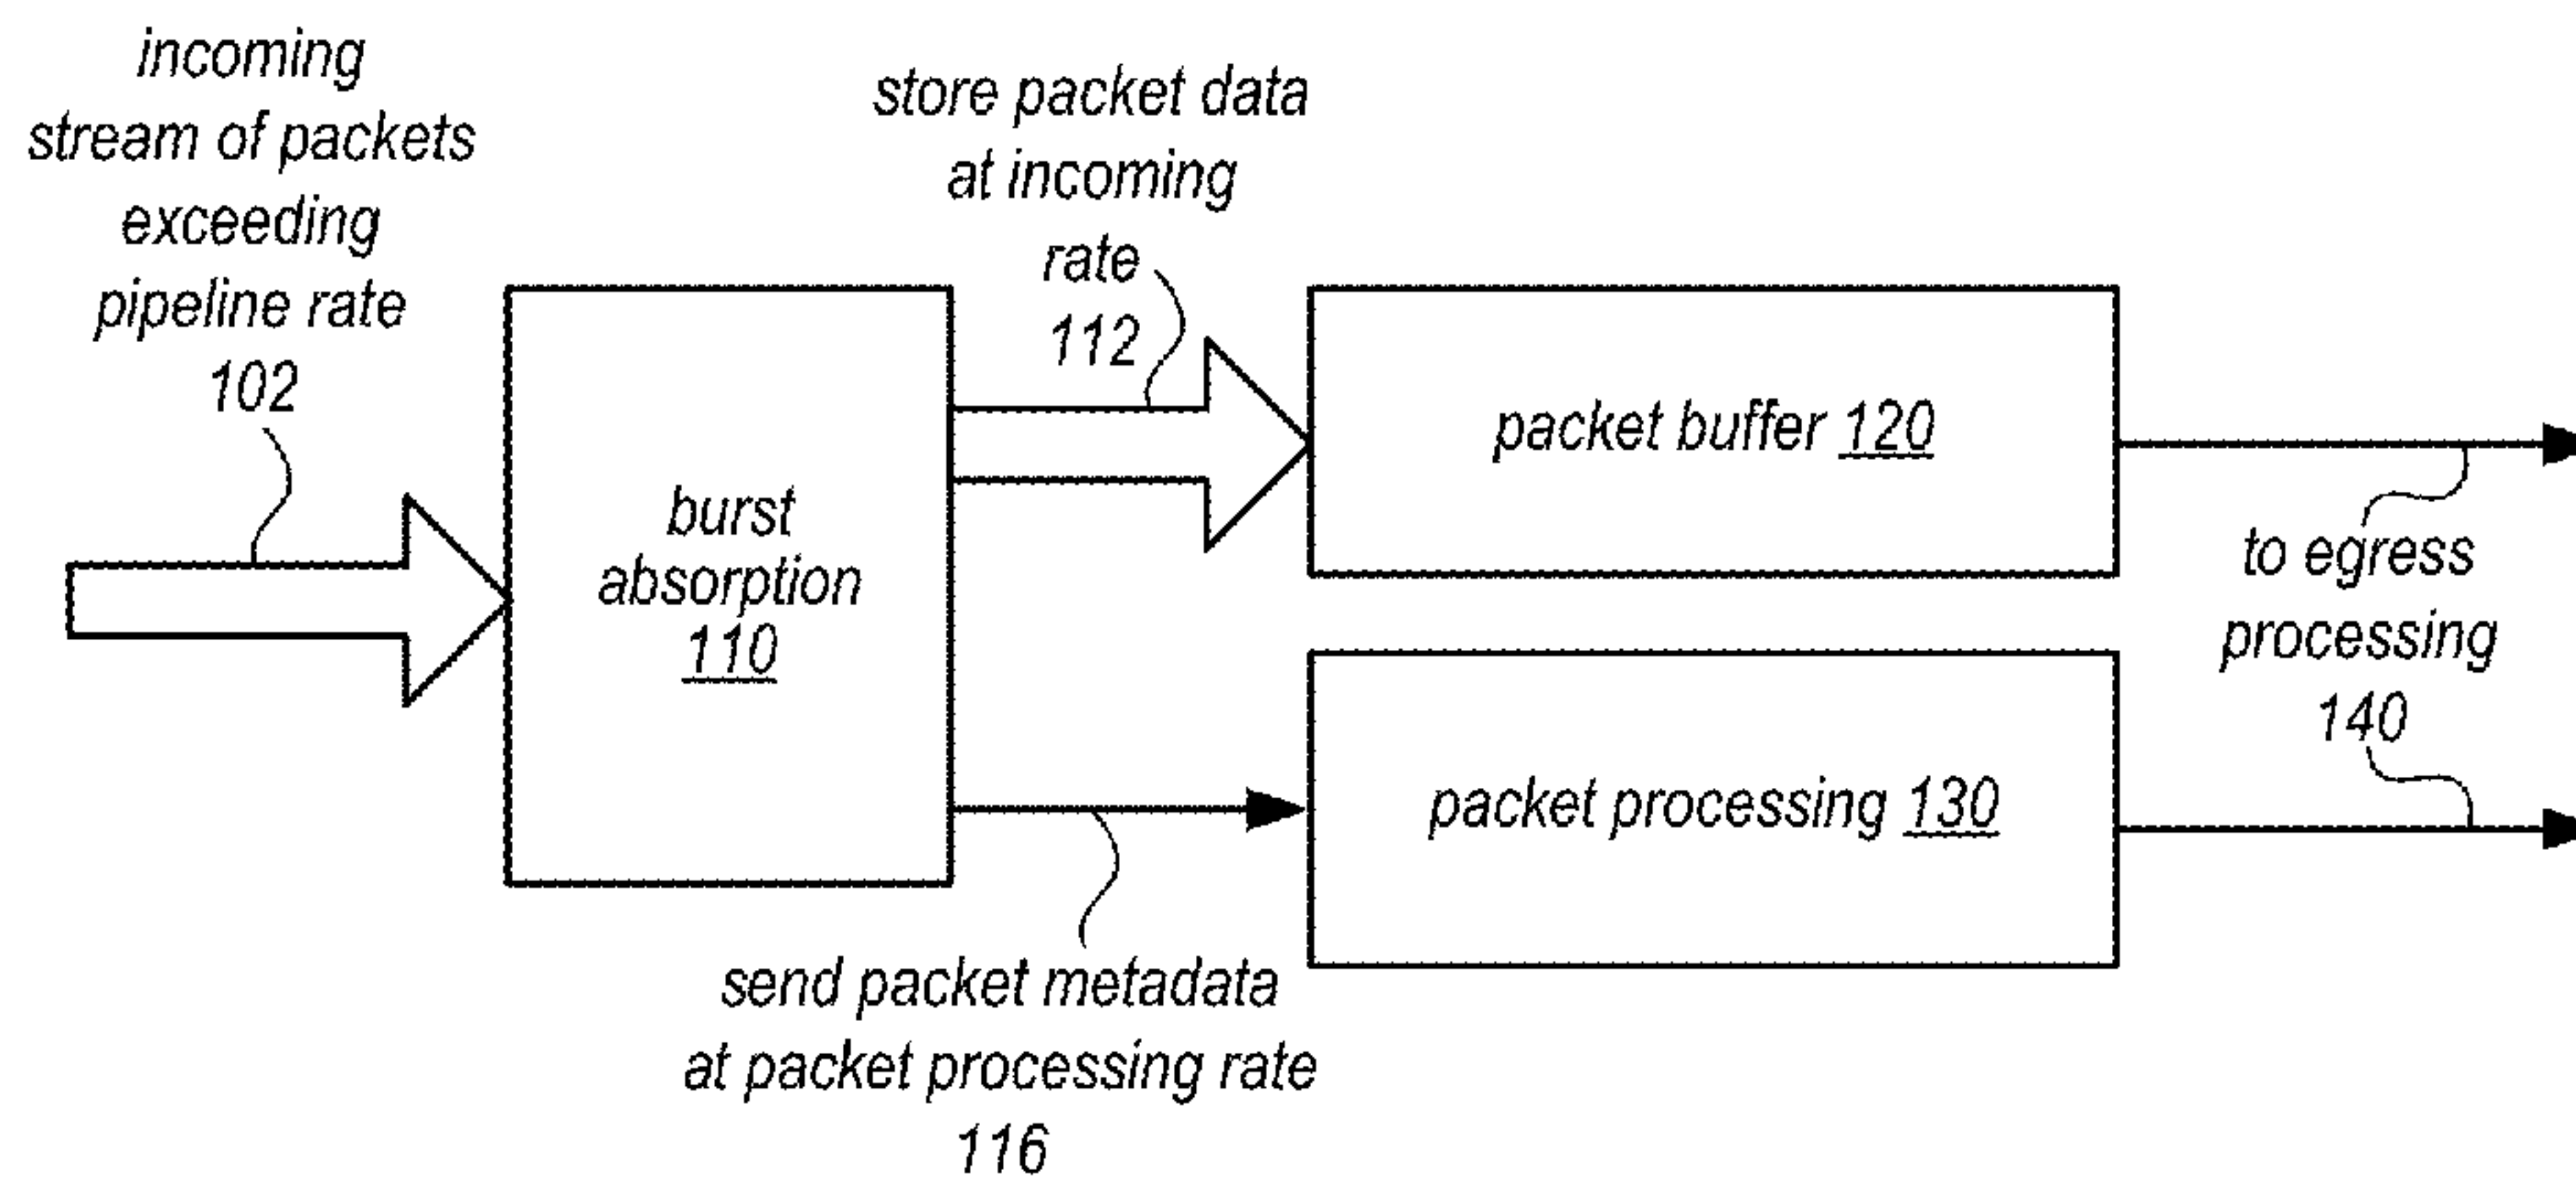 incoming
stream of packets
exceeding
pipeline rate
102
store packet data
at incoming
rate
112
burst
absorption
110
packet buffer 120
to egress
processing
140
packet processing 130
send packet metadata
at packet processing rate
116